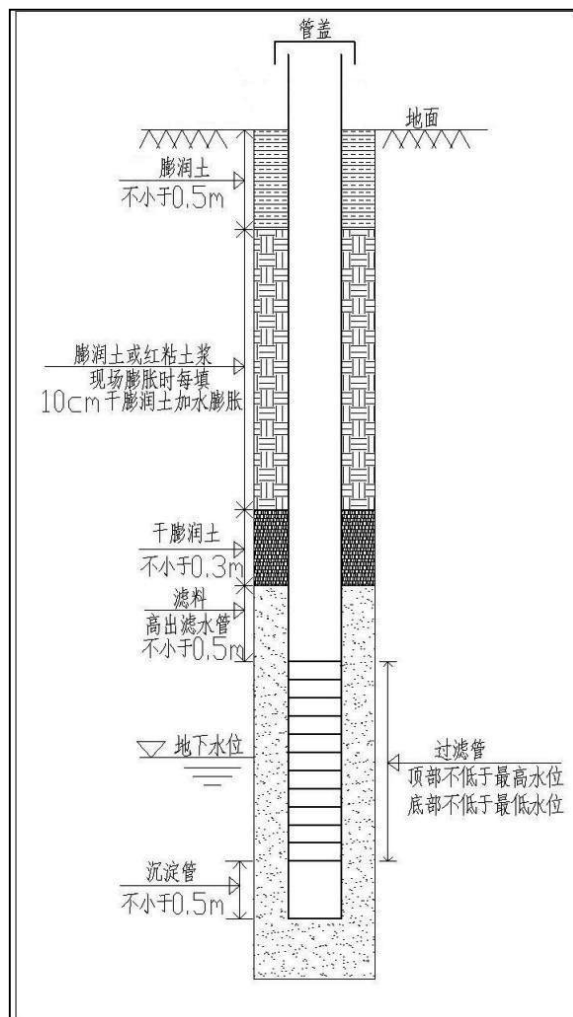 管盖
地面
膨润土
不小于0.5m
膨润土或红粘土浆
现场膨胀时每填
10cm干膨润土加水膨胀
干膨润土
不小于0.3m
滤料
高出滤水管
不小于0.5m
地下水位
过滤管
顶部不低于最高水位
底部不低于最低水位
沉淀管
不小于0.5m